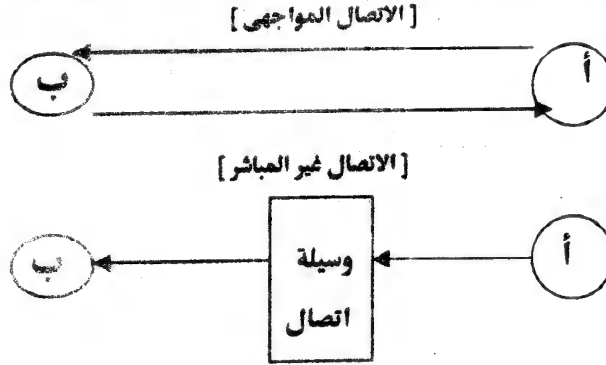 [ الاتصال المواجهى ]
أ
ب
[ الاتصال غير المباشر ]
أ
وسيلة
اتصال
ب